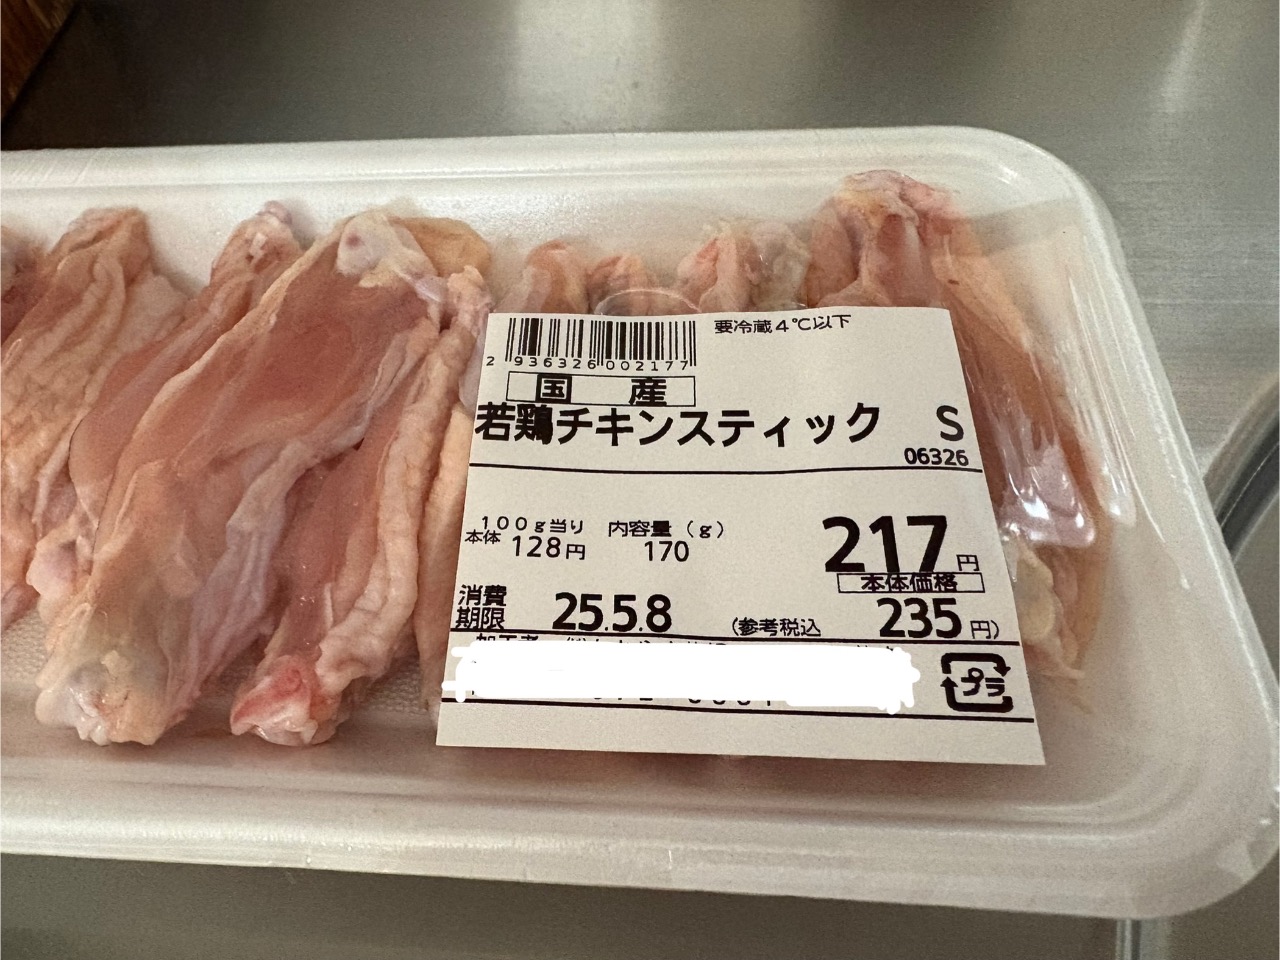 要冷蔵4℃以下
2 936326 002177
国産
若鶏チキンスティック S
06326
100g当り 内容量(g)
本体 128円 170
217円
本体価格
消費期限 25.5.8 (参考税込 235円)
プラ